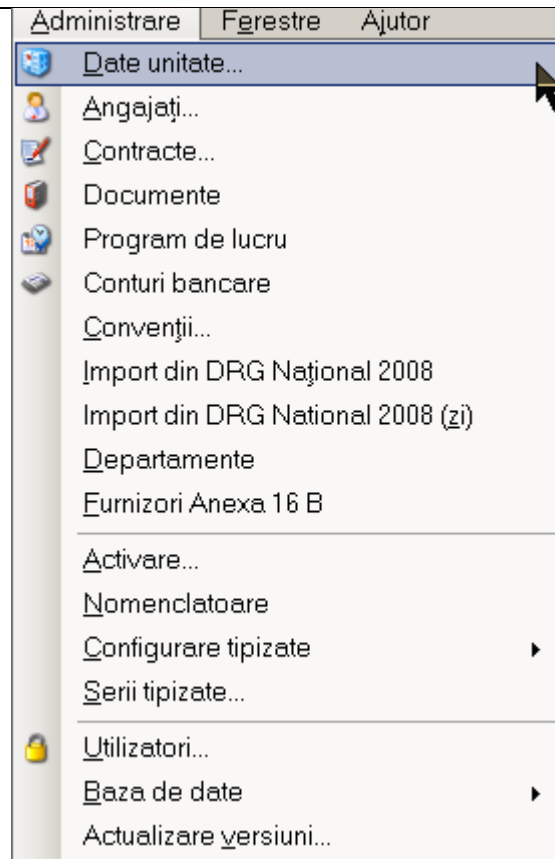 Administrare Ferestre Ajutor
Date unitate...
Angajaţi...
Contracte...
Documente
Program de lucru
Conturi bancare
Convenţii...
Import din DRG Naţional 2008
Import din DRG National 2008 (zi)
Departamente
Furnizori Anexa 16 B
Activare...
Nomenclatoare
Configurare tipizate
Serii tipizate...
Utilizatori...
Baza de date
Actualizare versiuni...